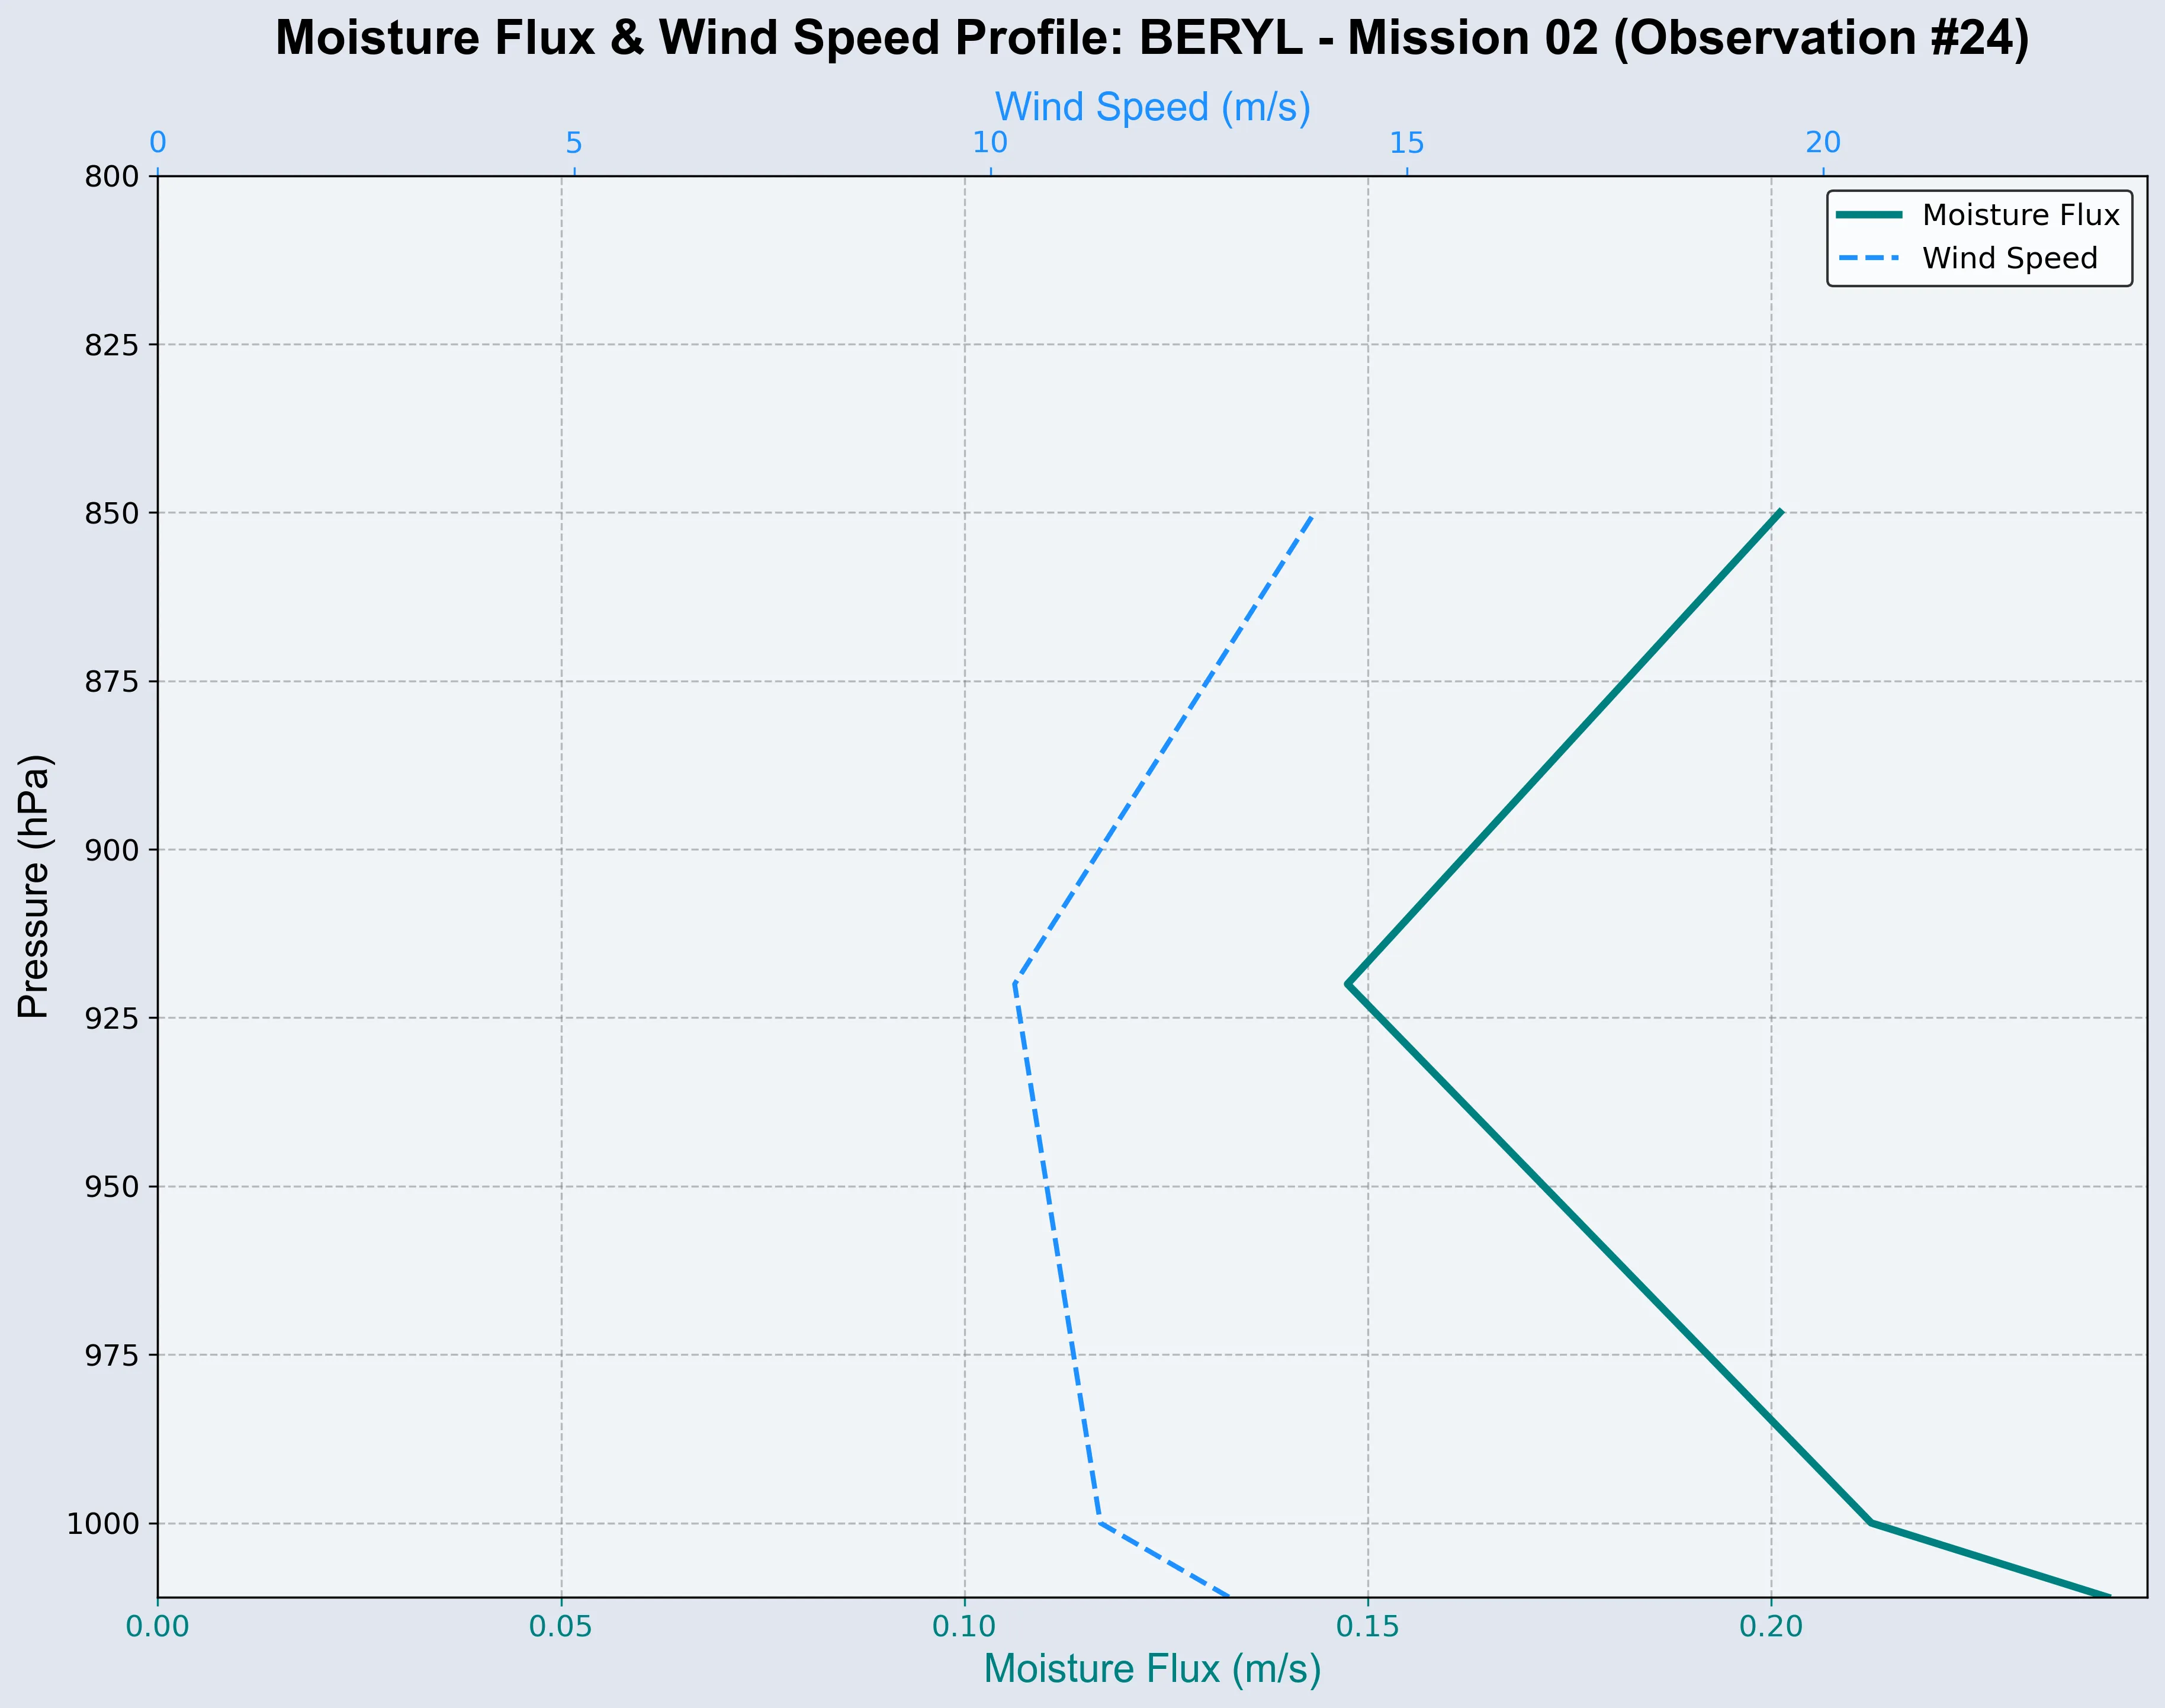 Moisture Flux & Wind Speed Profile: BERYL - Mission 02 (Observation #24)
Wind Speed (m/s)
0 5 10 15 20
Moisture Flux
Wind Speed
800
825
850
875
900
925
950
975
1000
Pressure (hPa)
0.00 0.05 0.10 0.15 0.20
Moisture Flux (m/s)